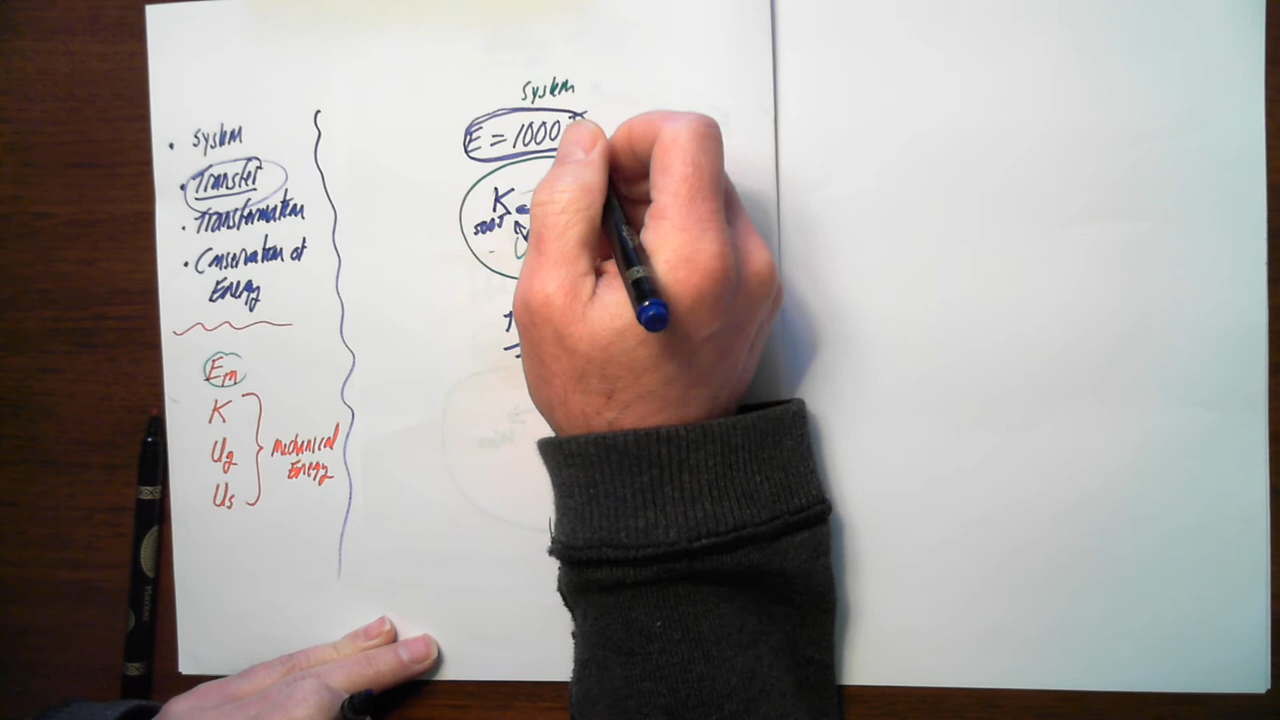 • System
• Transfer
• Transformation
• Conservation of
Energy
Em
K
Ug
Us
Mechanical
Energy
System
E = 1000 J
K
500J